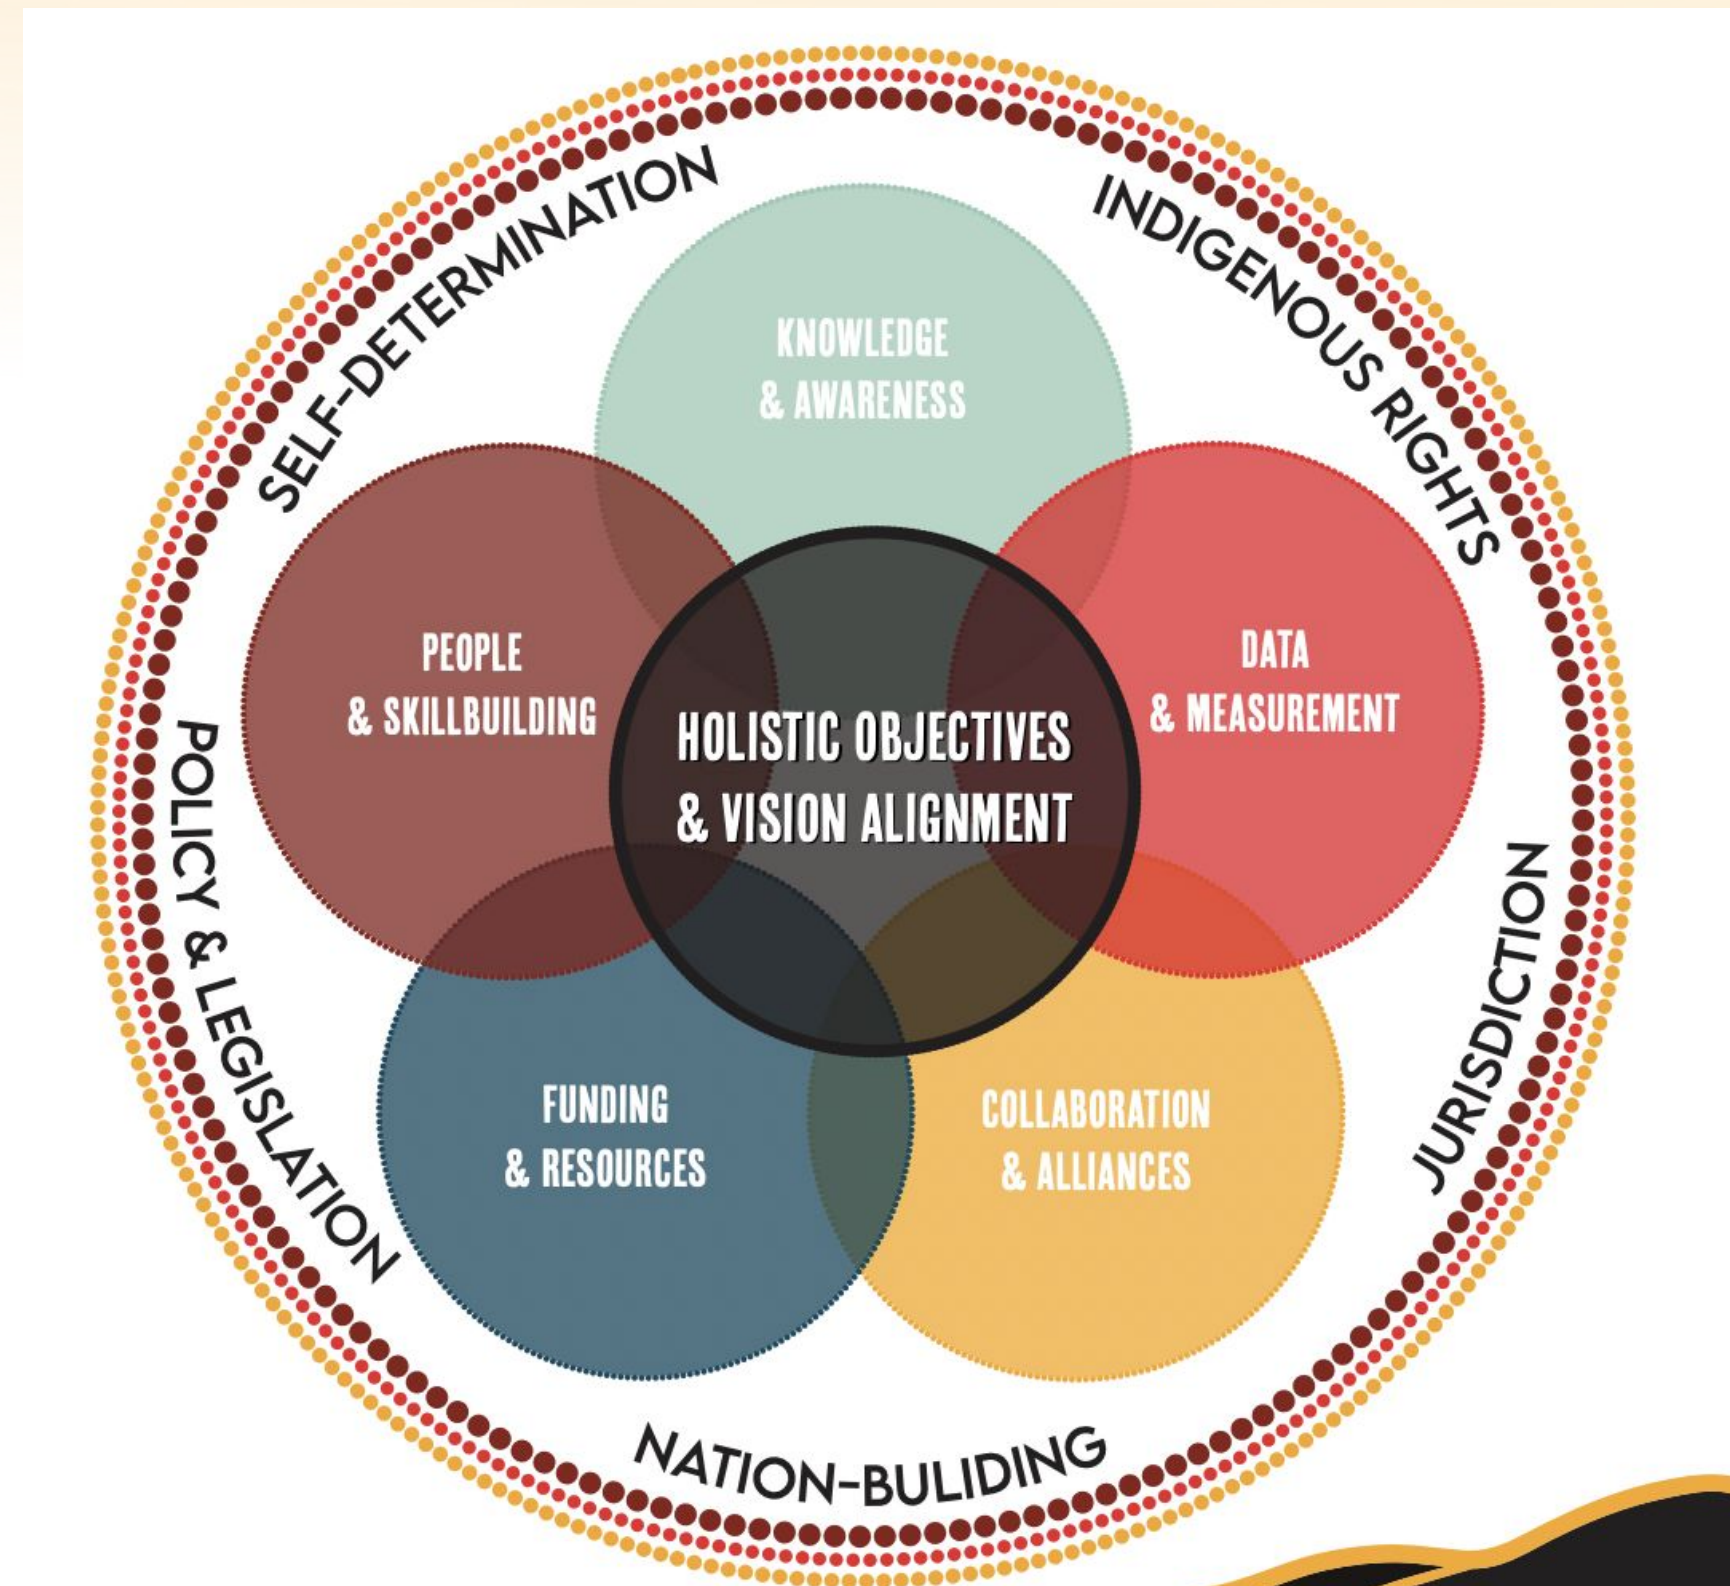 SELF-DETERMINATION
INDIGENOUS RIGHTS
KNOWLEDGE
& AWARENESS
PEOPLE
& SKILLBUILDING
DATA
& MEASUREMENT
HOLISTIC OBJECTIVES
& VISION ALIGNMENT
POLICY & LEGISLATION
JURISDICTION
FUNDING
& RESOURCES
COLLABORATION
& ALLIANCES
NATION-BULIDING